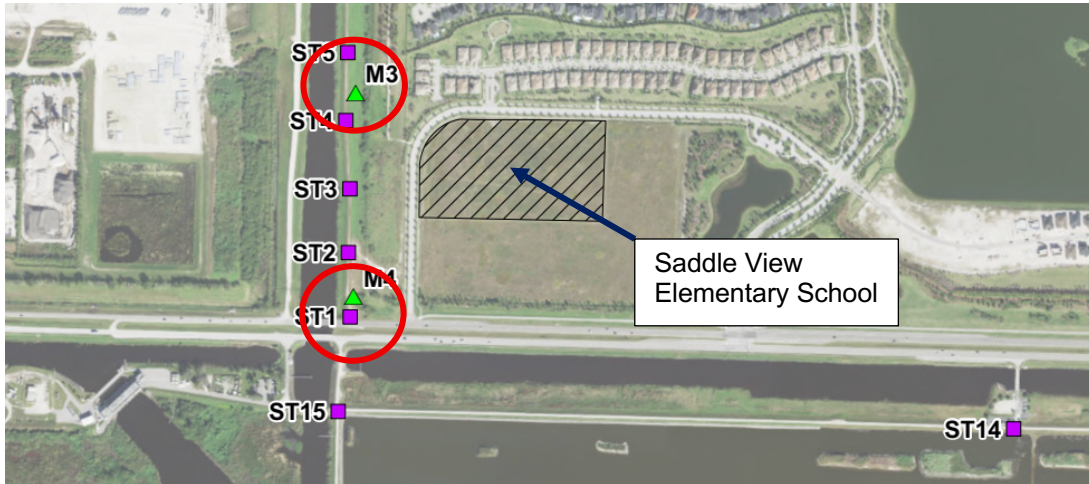 ST5
M3
ST4
ST3
ST2
M4
ST1
Saddle View
Elementary School
ST15
ST14